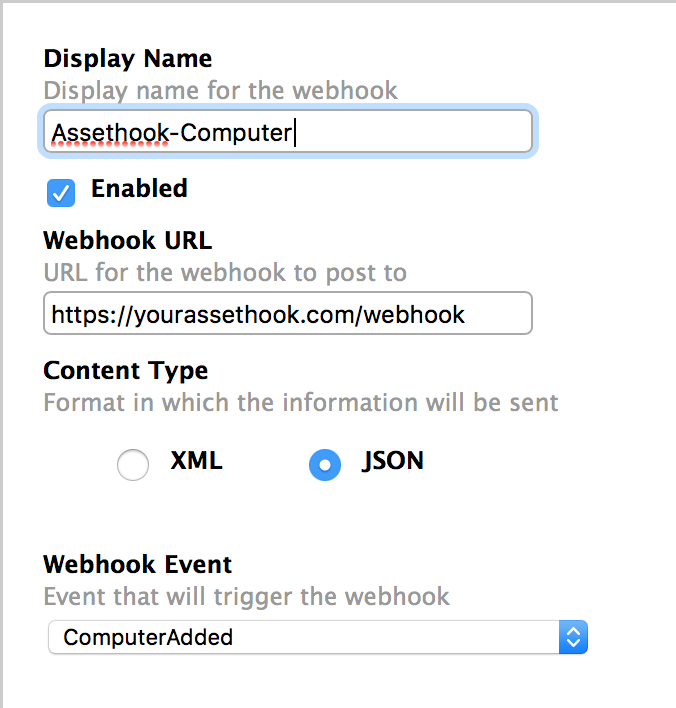 Display Name
Display name for the webhook
Assethook-Computer
Enabled
Webhook URL
URL for the webhook to post to
https://yourassethook.com/webhook
Content Type
Format in which the information will be sent
XML JSON
Webhook Event
Event that will trigger the webhook
ComputerAdded